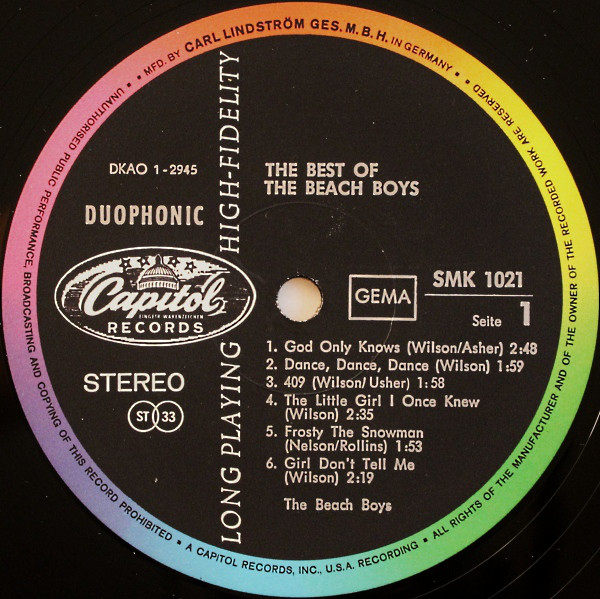 MFD. BY CARL LINDSTRÖM GES. M. B. H. IN GERMANY
UNAUTHORISED PUBLIC PERFORMANCE, BROADCASTING AND COPYING OF THIS RECORD PROHIBITED • A CAPITOL RECORDS, INC., U.S.A. RECORDING • ALL RIGHTS OF THE MANUFACTURER AND OF THE OWNER OF THE RECORDED WORK ARE RESERVED
LONG PLAYING HIGH-FIDELITY
DKAO 1-2945
DUOPHONIC
Capitol
EINGETR. WARENZEICHEN
RECORDS
STEREO
ST 33
THE BEST OF
THE BEACH BOYS
GEMA
SMK 1021
Seite 1
1. God Only Knows (Wilson/Asher) 2:48
2. Dance, Dance, Dance (Wilson) 1:59
3. 409 (Wilson/Usher) 1:58
4. The Little Girl I Once Knew
(Wilson) 2:35
5. Frosty The Snowman
(Nelson/Rollins) 1:53
6. Girl Don't Tell Me
(Wilson) 2:19
The Beach Boys